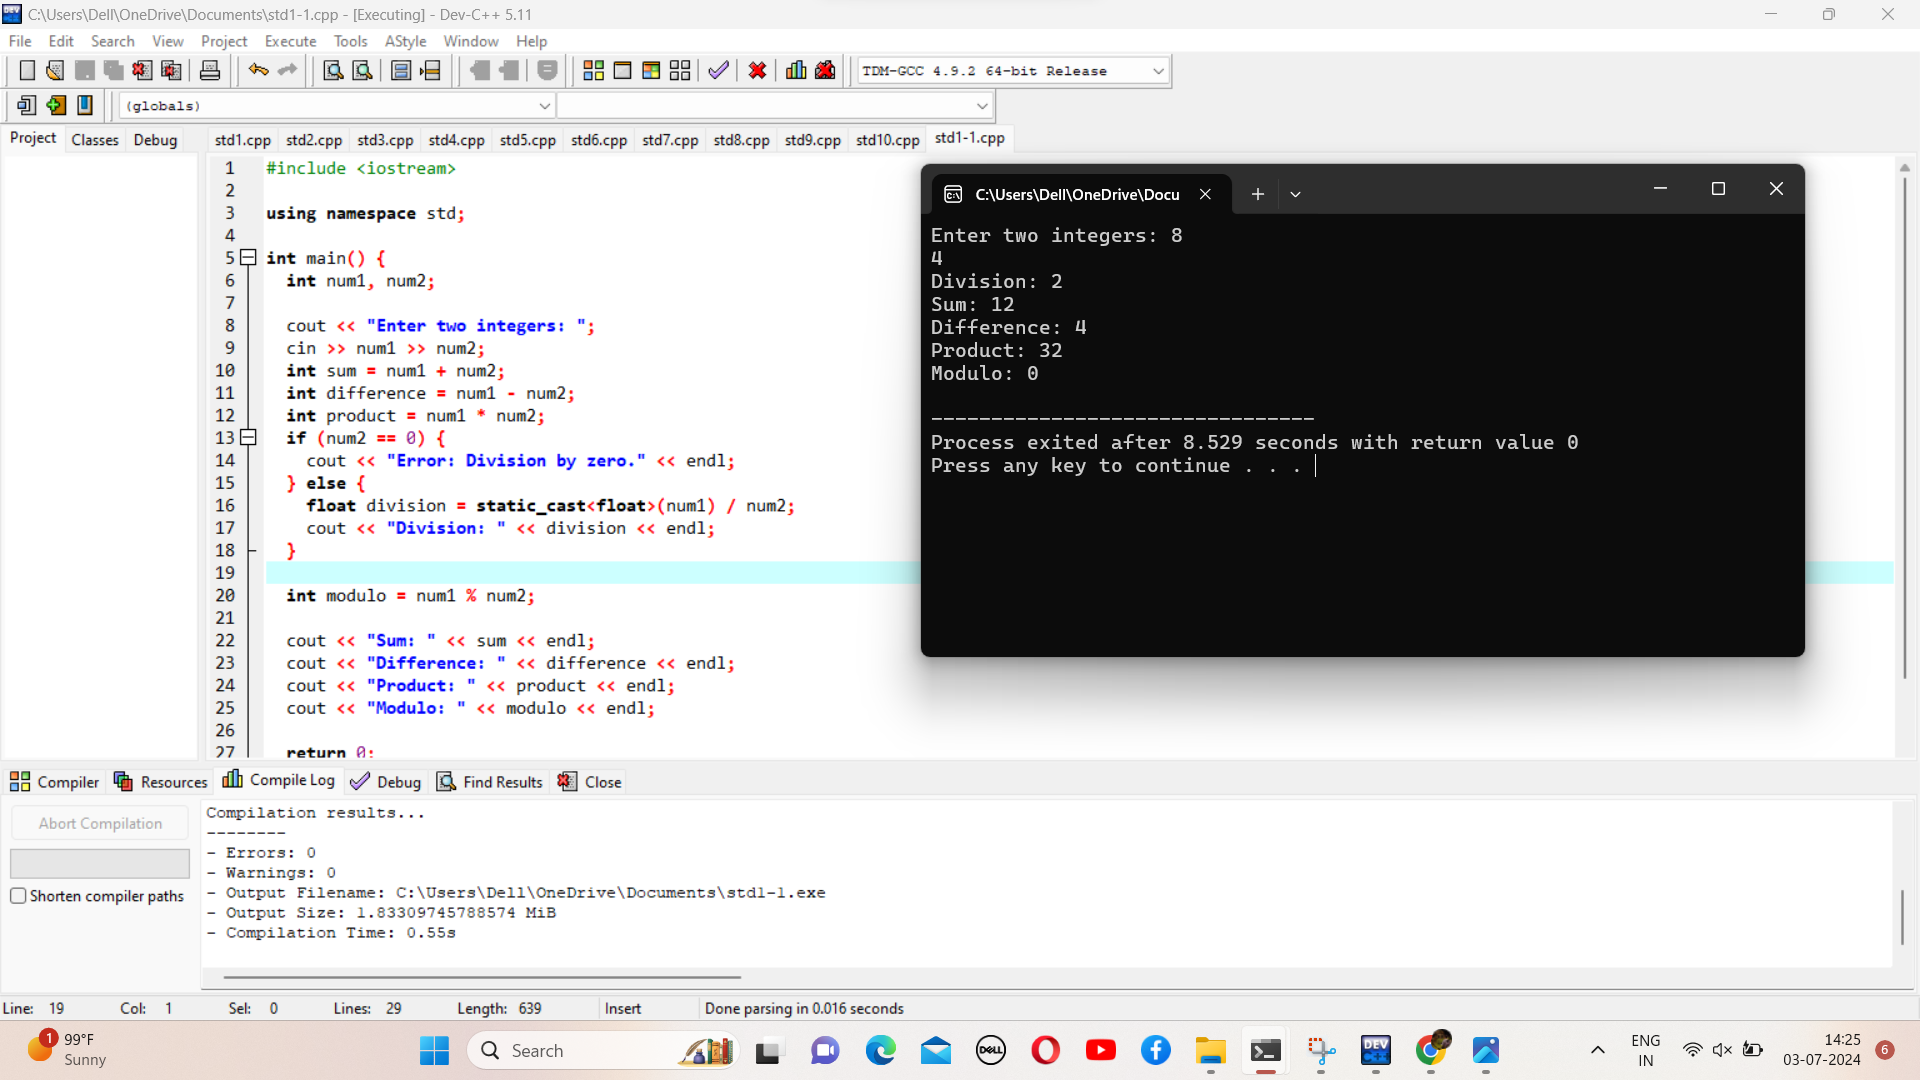 C:\Users\Dell\OneDrive\Documents\std1-1.cpp - [Executing] - Dev-C++ 5.11
File Edit Search View Project Execute Tools AStyle Window Help
TDM-GCC 4.9.2 64-bit Release
(globals)
Project Classes Debug
std1.cpp std2.cpp std3.cpp std4.cpp std5.cpp std6.cpp std7.cpp std8.cpp std9.cpp std10.cpp std1-1.cpp
1 #include <iostream>
2
3 using namespace std;
4
5 int main() {
6 int num1, num2;
7
8 cout << "Enter two integers: ";
9 cin >> num1 >> num2;
10 int sum = num1 + num2;
11 int difference = num1 - num2;
12 int product = num1 * num2;
13 if (num2 == 0) {
14 cout << "Error: Division by zero." << endl;
15 } else {
16 float division = static_cast<float>(num1) / num2;
17 cout << "Division: " << division << endl;
18 }
19
20 int modulo = num1 % num2;
21
22 cout << "Sum: " << sum << endl;
23 cout << "Difference: " << difference << endl;
24 cout << "Product: " << product << endl;
25 cout << "Modulo: " << modulo << endl;
26
27 return 0;
C:\Users\Dell\OneDrive\Docu
Enter two integers: 8
4
Division: 2
Sum: 12
Difference: 4
Product: 32
Modulo: 0
--------------------------------
Process exited after 8.529 seconds with return value 0
Press any key to continue . . .
Compiler Resources Compile Log Debug Find Results Close
Abort Compilation
Shorten compiler paths
Compilation results...
--------
- Errors: 0
- Warnings: 0
- Output Filename: C:\Users\Dell\OneDrive\Documents\std1-1.exe
- Output Size: 1.83309745788574 MiB
- Compilation Time: 0.55s
Line: 19 Col: 1 Sel: 0 Lines: 29 Length: 639 Insert Done parsing in 0.016 seconds
1
99°F
Sunny
Search
DELL
DEV
C++
ENG
IN
14:25
03-07-2024
6